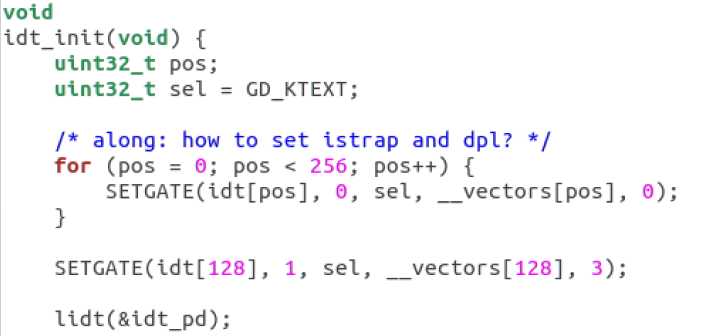 void
idt_init(void) {
    uint32_t pos;
    uint32_t sel = GD_KTEXT;

    /* along: how to set istrap and dpl? */
    for (pos = 0; pos < 256; pos++) {
        SETGATE(idt[pos], 0, sel, __vectors[pos], 0);
    }

    SETGATE(idt[128], 1, sel, __vectors[128], 3);

    lidt(&idt_pd);